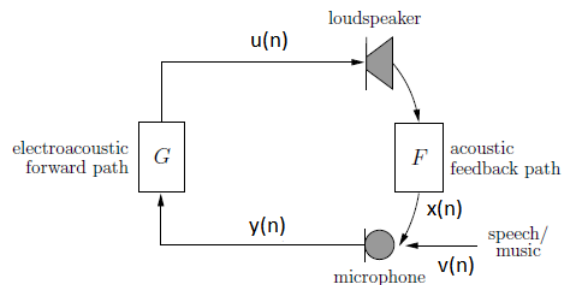 loudspeaker
u(n)
electroacoustic
forward path
G
F
acoustic
feedback path
x(n)
y(n)
speech/
music
v(n)
microphone